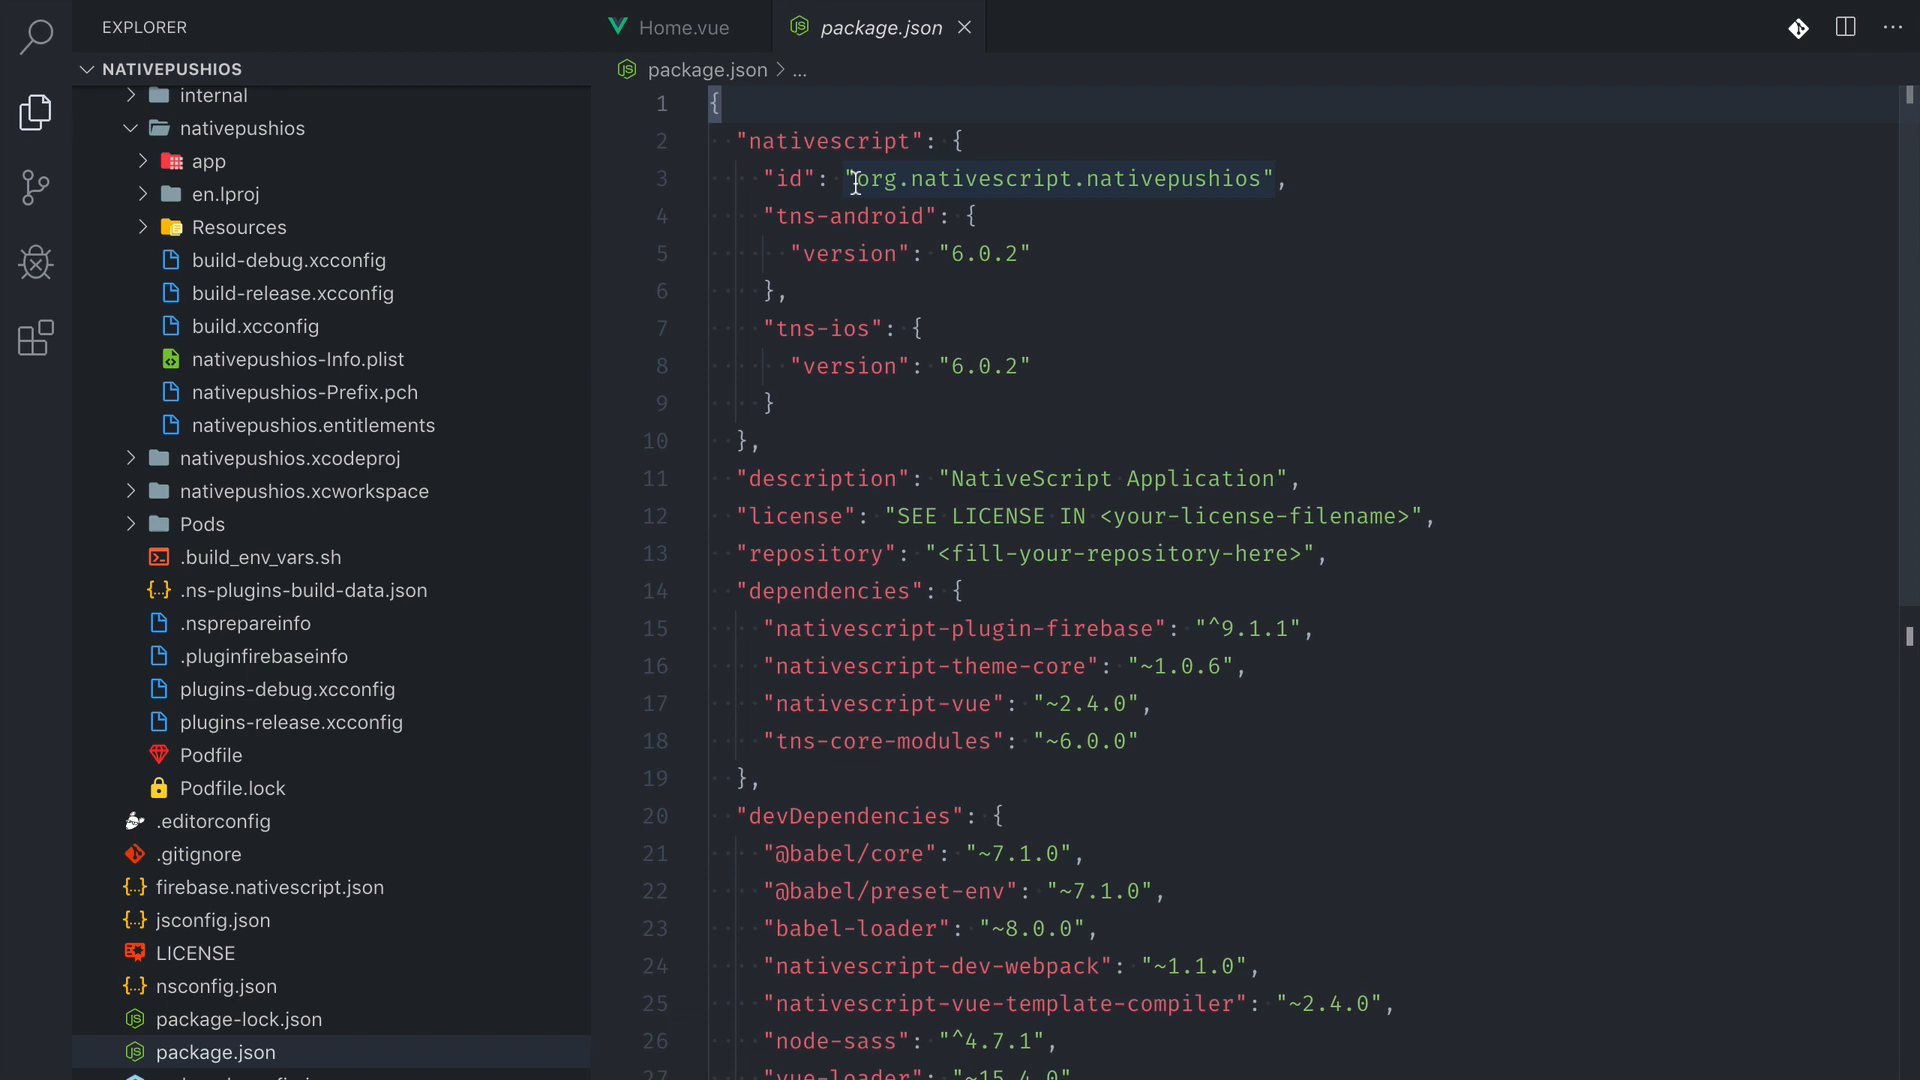 EXPLORER
NATIVEPUSHIOS
internal
nativepushios
app
en.lproj
Resources
build-debug.xcconfig
build-release.xcconfig
build.xcconfig
nativepushios-Info.plist
nativepushios-Prefix.pch
nativepushios.entitlements
nativepushios.xcodeproj
nativepushios.xcworkspace
Pods
.build_env_vars.sh
.ns-plugins-build-data.json
.nsprepareinfo
.pluginfirebaseinfo
plugins-debug.xcconfig
plugins-release.xcconfig
Podfile
Podfile.lock
.editorconfig
.gitignore
firebase.nativescript.json
jsconfig.json
LICENSE
nsconfig.json
package-lock.json
package.json
Home.vue
package.json
package.json > ...
1 {
2 "nativescript": {
3 "id": "org.nativescript.nativepushios",
4 "tns-android": {
5 "version": "6.0.2"
6 },
7 "tns-ios": {
8 "version": "6.0.2"
9 }
10 },
11 "description": "NativeScript Application",
12 "license": "SEE LICENSE IN <your-license-filename>",
13 "repository": "<fill-your-repository-here>",
14 "dependencies": {
15 "nativescript-plugin-firebase": "^9.1.1",
16 "nativescript-theme-core": "~1.0.6",
17 "nativescript-vue": "~2.4.0",
18 "tns-core-modules": "~6.0.0"
19 },
20 "devDependencies": {
21 "@babel/core": "~7.1.0",
22 "@babel/preset-env": "~7.1.0",
23 "babel-loader": "~8.0.0",
24 "nativescript-dev-webpack": "~1.1.0",
25 "nativescript-vue-template-compiler": "~2.4.0",
26 "node-sass": "^4.7.1",
27 "vue-loader": "~15.4.0"